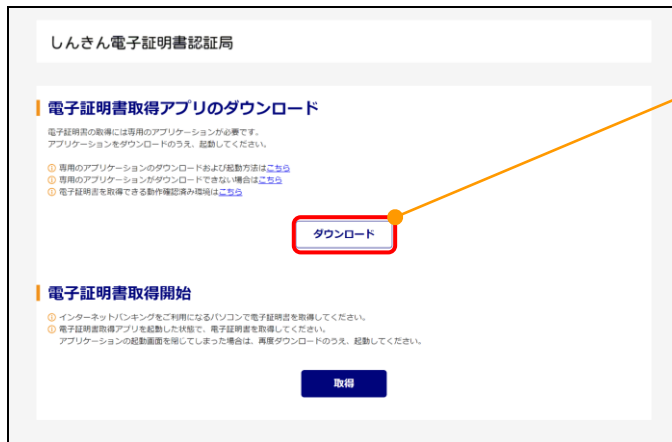 しんきん電子証明書認証局
電子証明書取得アプリのダウンロード
電子証明書の取得には専用のアプリケーションが必要です。
アプリケーションをダウンロードのうえ、起動してください。
専用のアプリケーションのダウンロードおよび起動方法はこちら
専用のアプリケーションがダウンロードできない場合はこちら
電子証明書を取得できる動作確認済み環境はこちら
ダウンロード
電子証明書取得開始
インターネットバンキングをご利用になるパソコンで電子証明書を取得してください。
電子証明書取得アプリを起動した状態で、電子証明書を取得してください。
アプリケーションの起動画面を閉じてしまった場合は、再度ダウンロードのうえ、起動してください。
取得